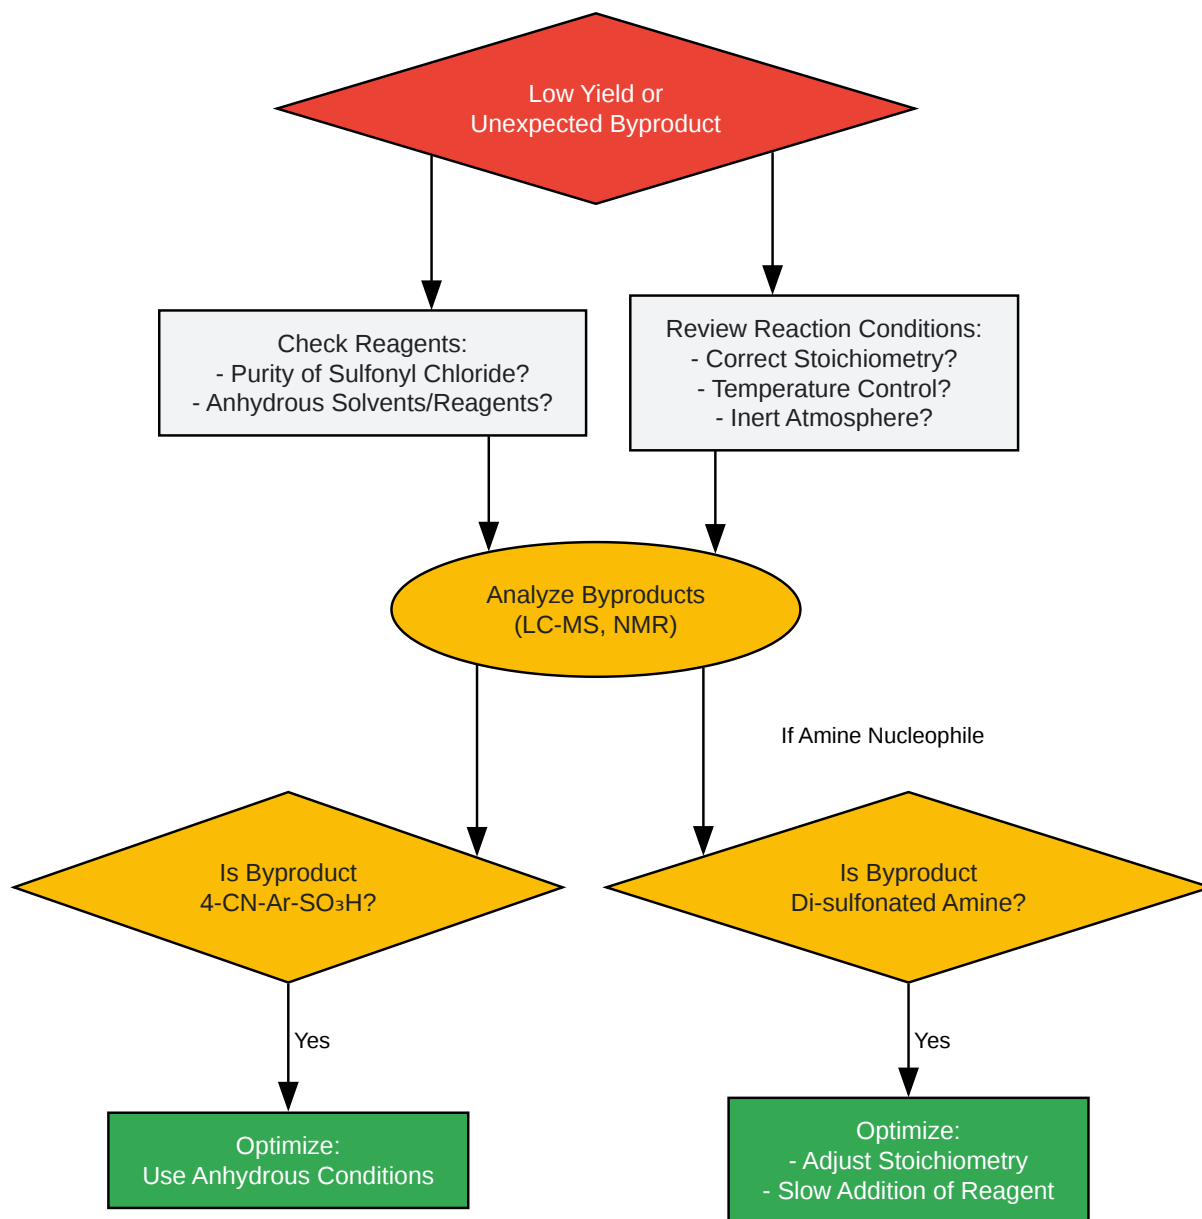 Low Yield or
Unexpected Byproduct
Check Reagents:
- Purity of Sulfonyl Chloride?
- Anhydrous Solvents/Reagents?
Review Reaction Conditions:
- Correct Stoichiometry?
- Temperature Control?
- Inert Atmosphere?
Analyze Byproducts
(LC-MS, NMR)
If Amine Nucleophile
Is Byproduct
4-CN-Ar-SO₃H?
Is Byproduct
Di-sulfonated Amine?
Yes
Yes
Optimize:
Use Anhydrous Conditions
Optimize:
- Adjust Stoichiometry
- Slow Addition of Reagent